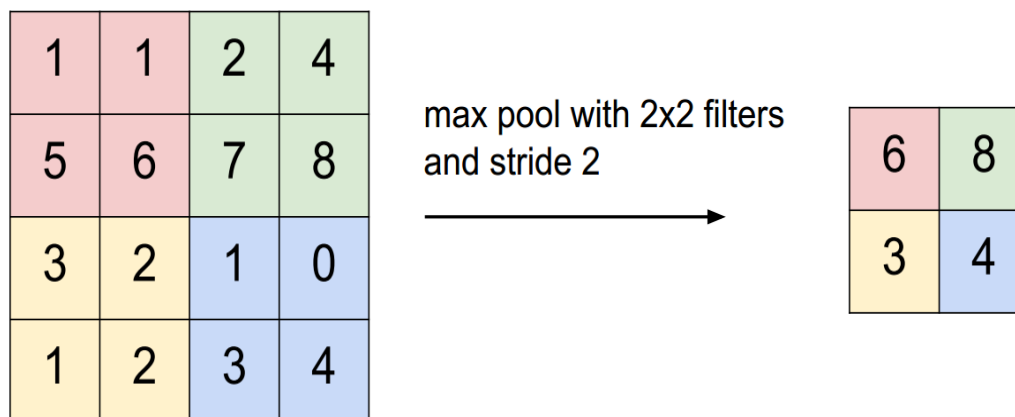 1 1 2 4
5 6 7 8
3 2 1 0
1 2 3 4
max pool with 2x2 filters
and stride 2
6 8
3 4